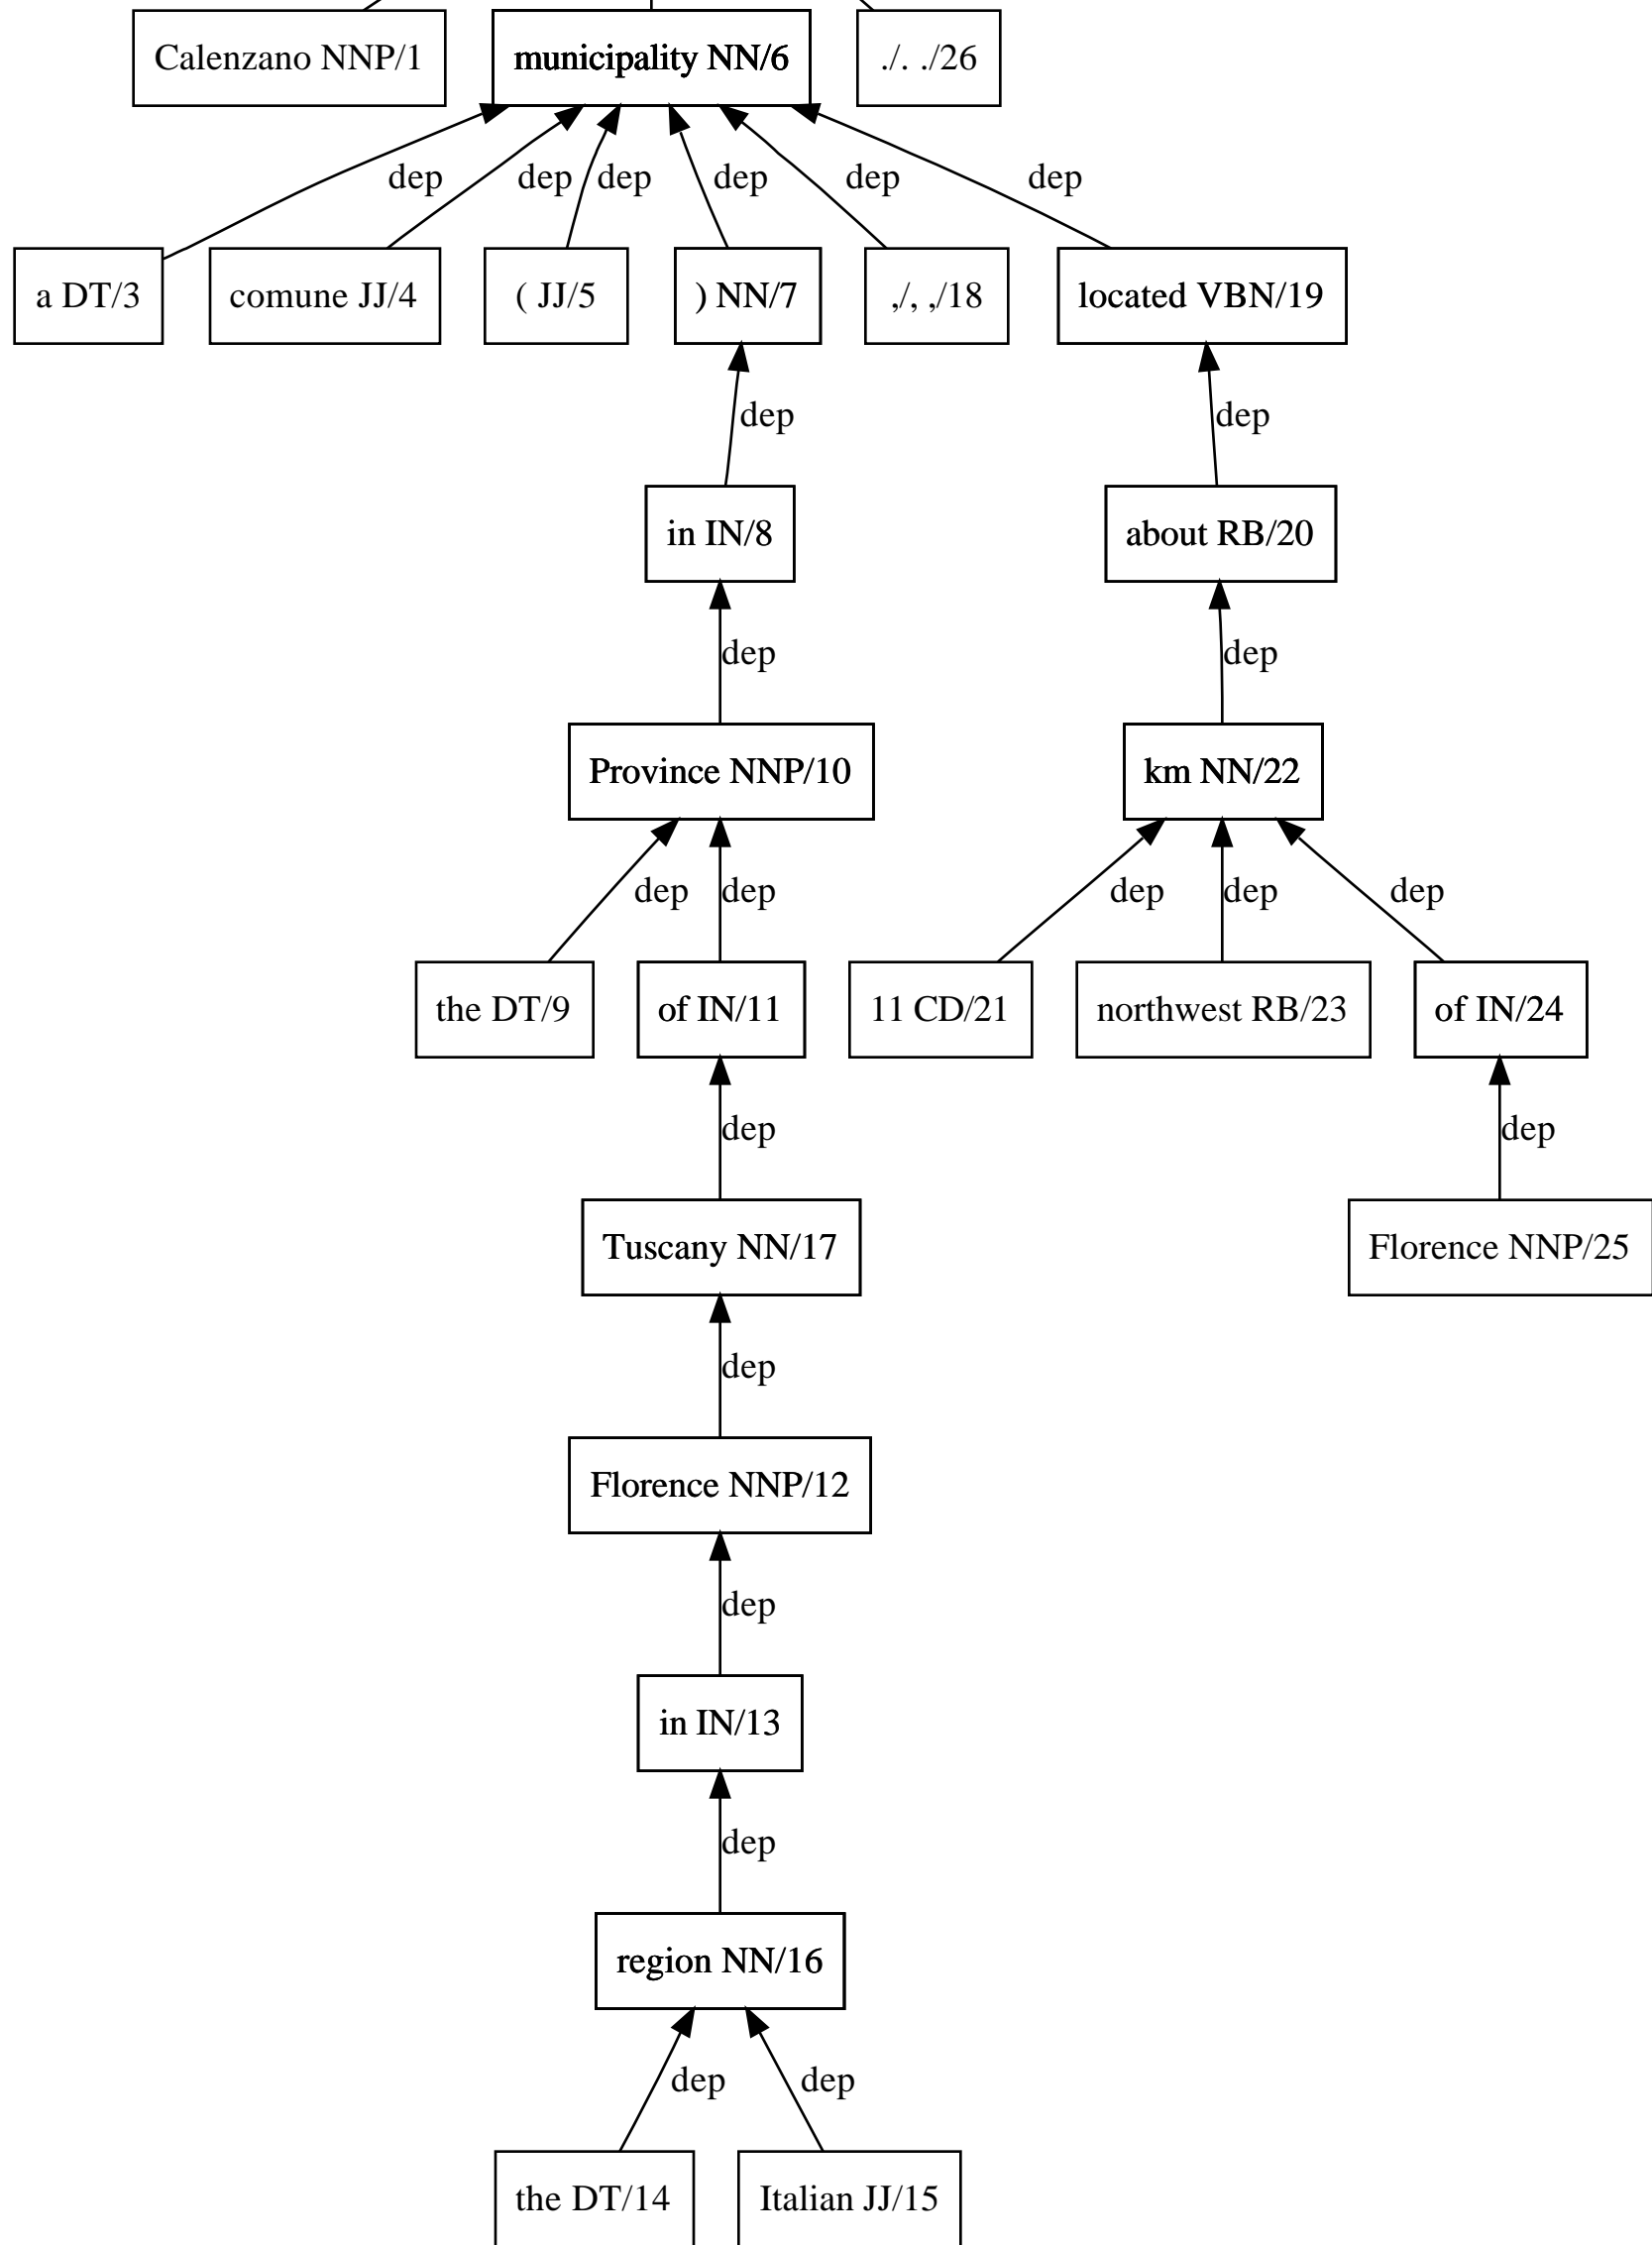 Calenzano NNP/1 municipality NN/6 ./. ./26
dep dep dep dep dep dep
a DT/3 comune JJ/4 ( JJ/5 ) NN/7 ,/, ,/18 located VBN/19
dep dep
in IN/8 about RB/20
dep dep
Province NNP/10 km NN/22
dep dep dep dep dep
the DT/9 of IN/11 11 CD/21 northwest RB/23 of IN/24
dep dep
Tuscany NN/17 Florence NNP/25
dep
Florence NNP/12
dep
in IN/13
dep
region NN/16
dep dep
the DT/14 Italian JJ/15